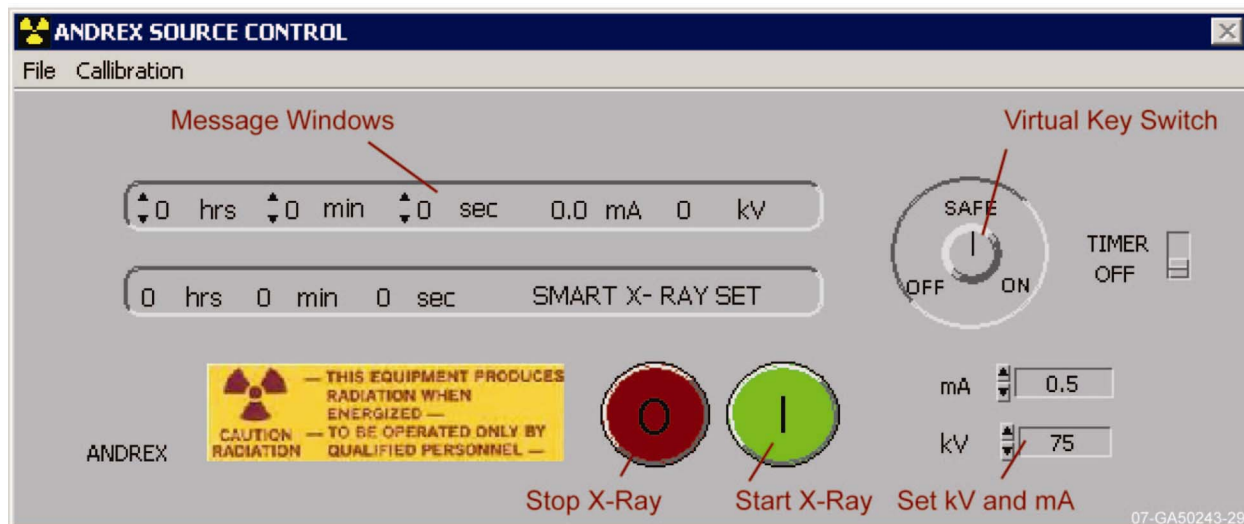 ANDREX SOURCE CONTROL
File Callibration
Message Windows
Virtual Key Switch
0 hrs 0 min 0 sec 0.0 mA 0 kV
SAFE
OFF ON
TIMER
OFF
0 hrs 0 min 0 sec SMART X- RAY SET
— THIS EQUIPMENT PRODUCES
RADIATION WHEN
ENERGIZED —
CAUTION — TO BE OPERATED ONLY BY
RADIATION QUALIFIED PERSONNEL —
ANDREX
O
I
mA 0.5
kV 75
Stop X-Ray
Start X-Ray
Set kV and mA
07-GA50243-29